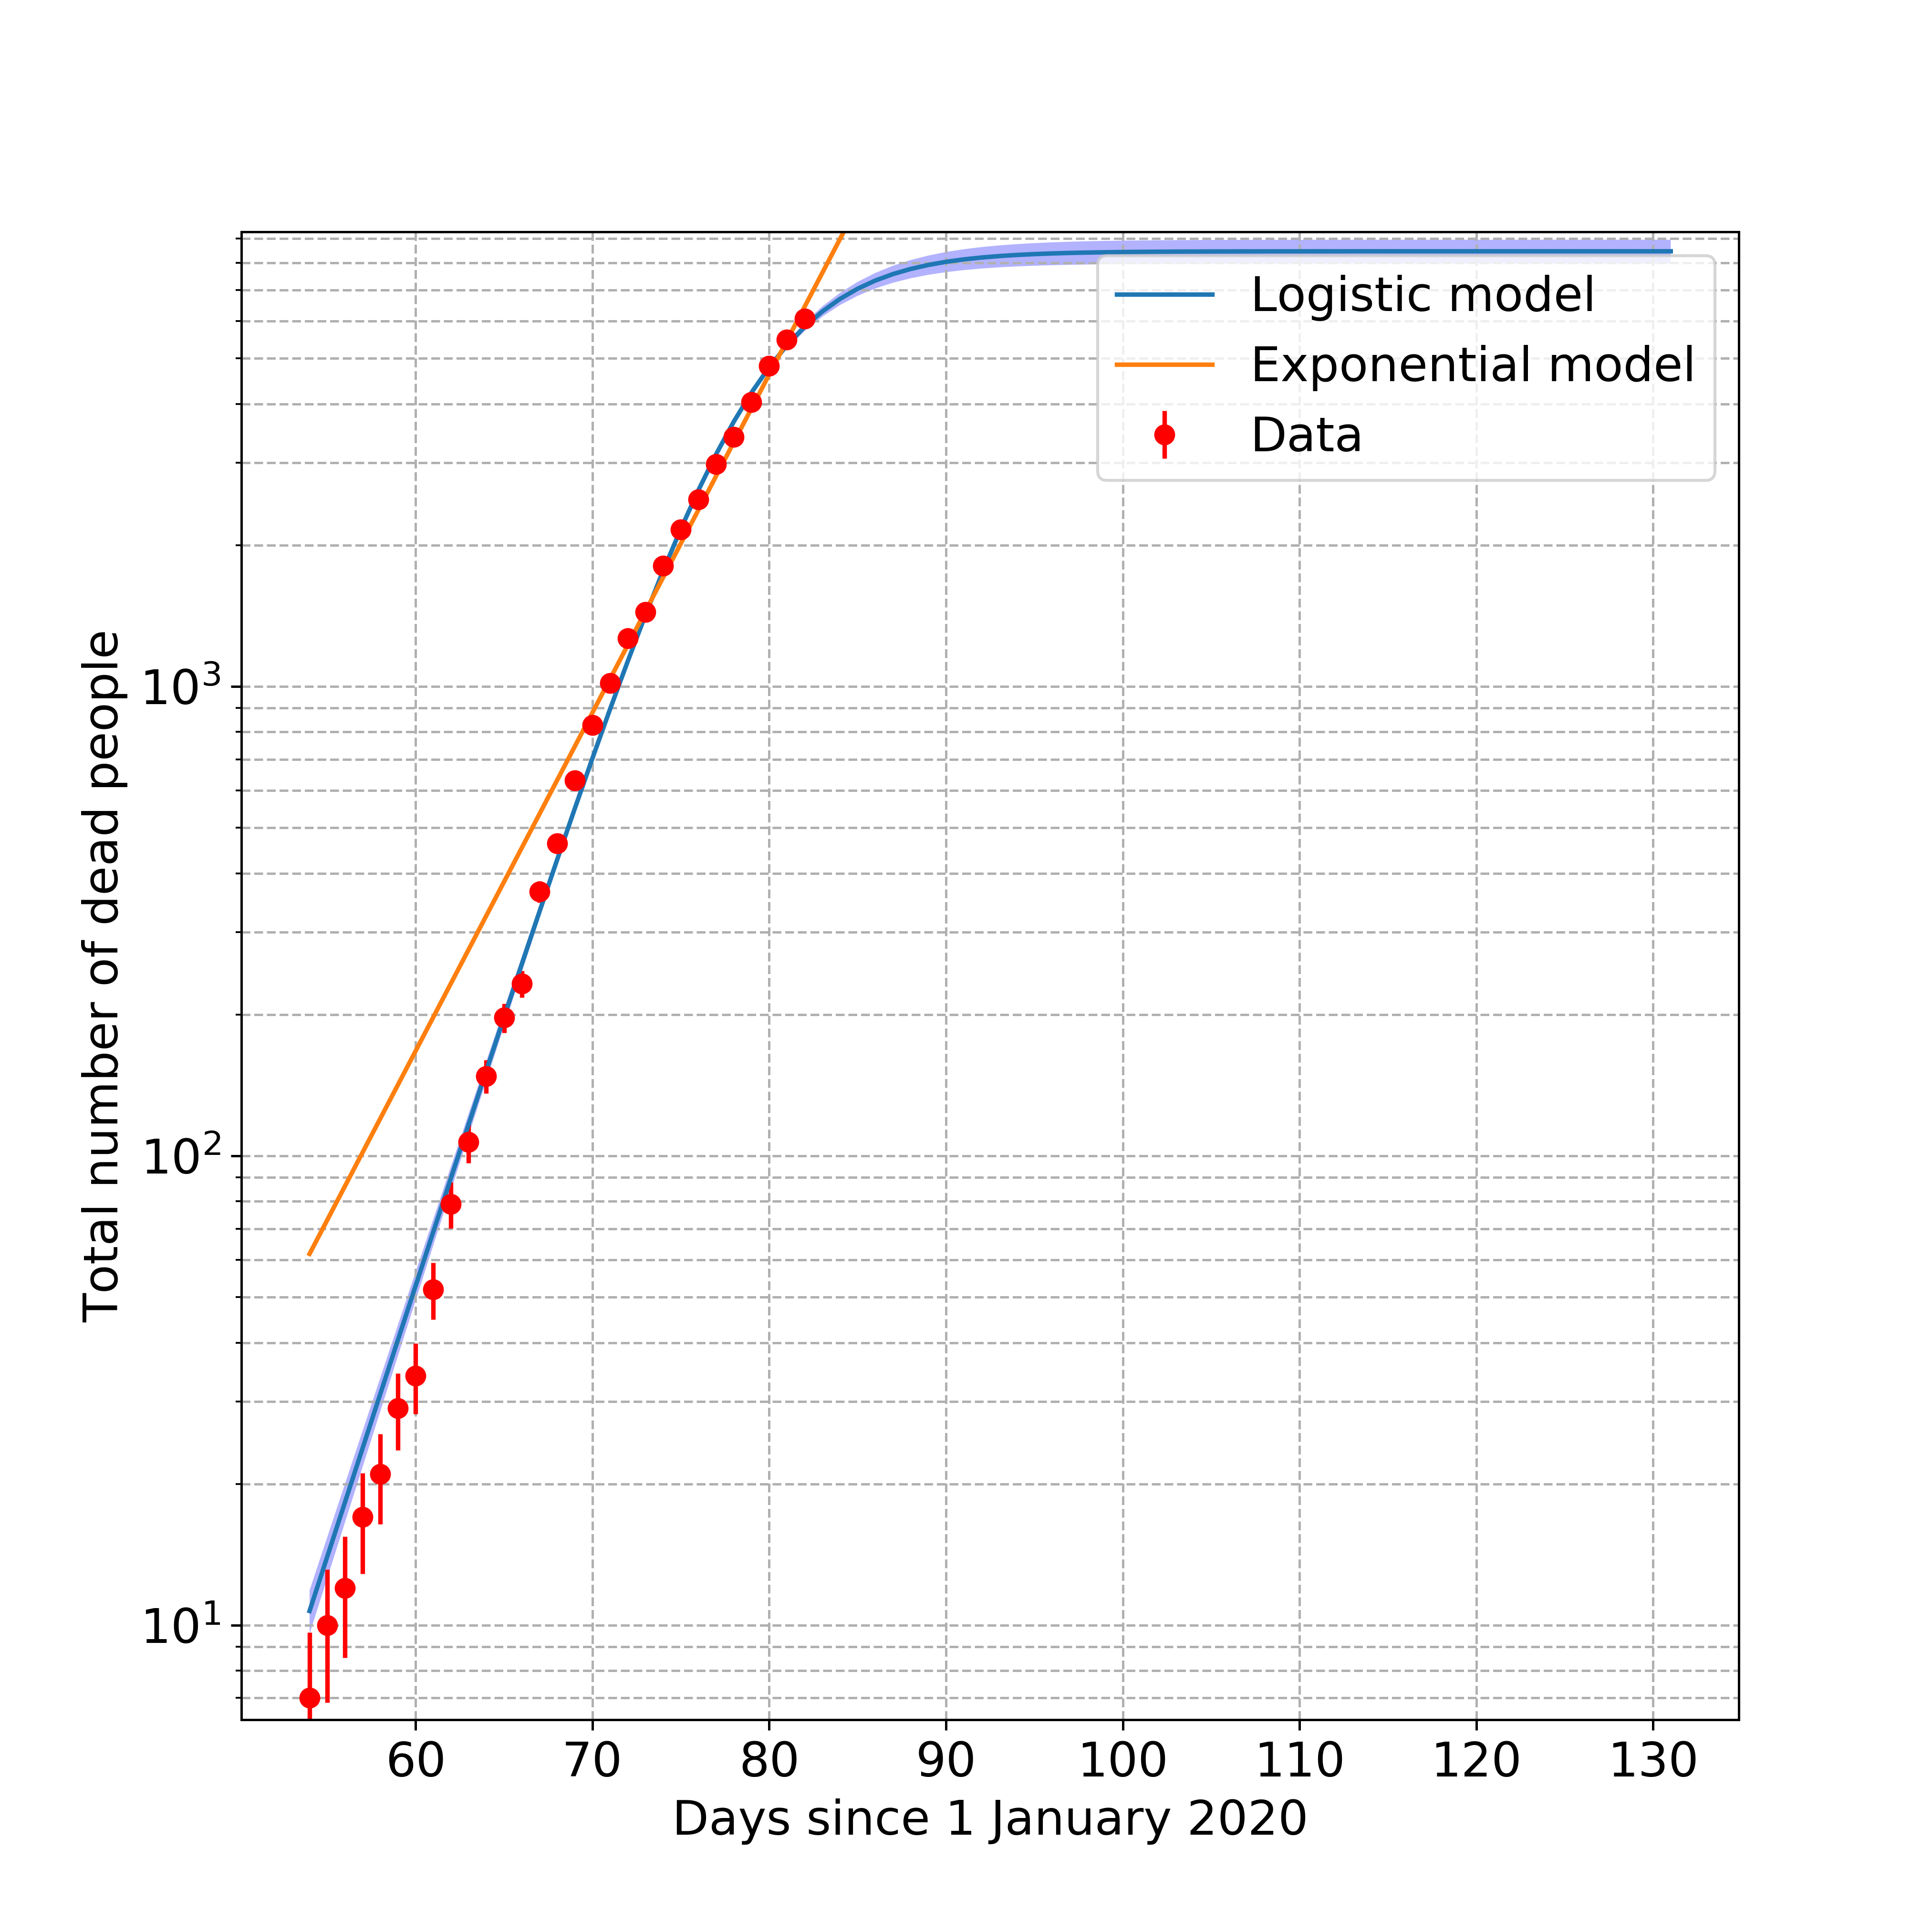 Logistic model
Exponential model
Data
Total number of dead people
10³
10²
10¹
60 70 80 90 100 110 120 130
Days since 1 January 2020